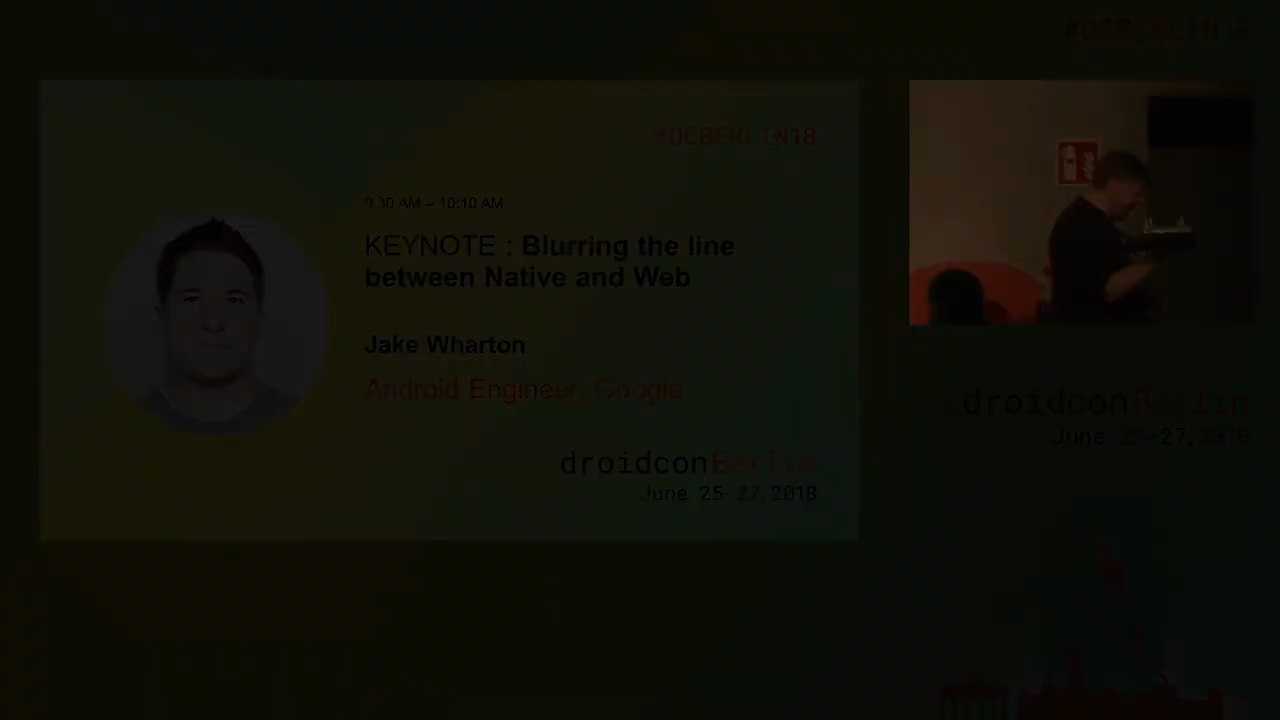 #DCBERLIN18
#DCBERLIN18
9:30 AM – 10:10 AM
KEYNOTE : Blurring the line
between Native and Web
Jake Wharton
Android Engineer, Google
droidconBerlin
June 25-27, 2018
droidconBerlin
June 25-27, 2018